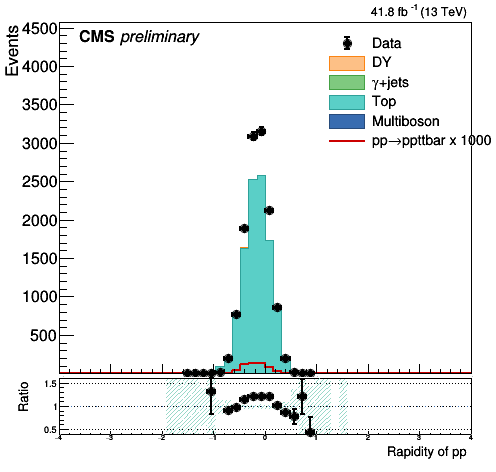 41.8 fb⁻¹ (13 TeV)
CMS preliminary
Events
4500
4000
3500
3000
2500
2000
1500
1000
500
Data
DY
γ+jets
Top
Multiboson
pp→ppttbar x 1000
Ratio
1.5
1
0.5
-4 -3 -2 -1 0 1 2 3 4
Rapidity of pp